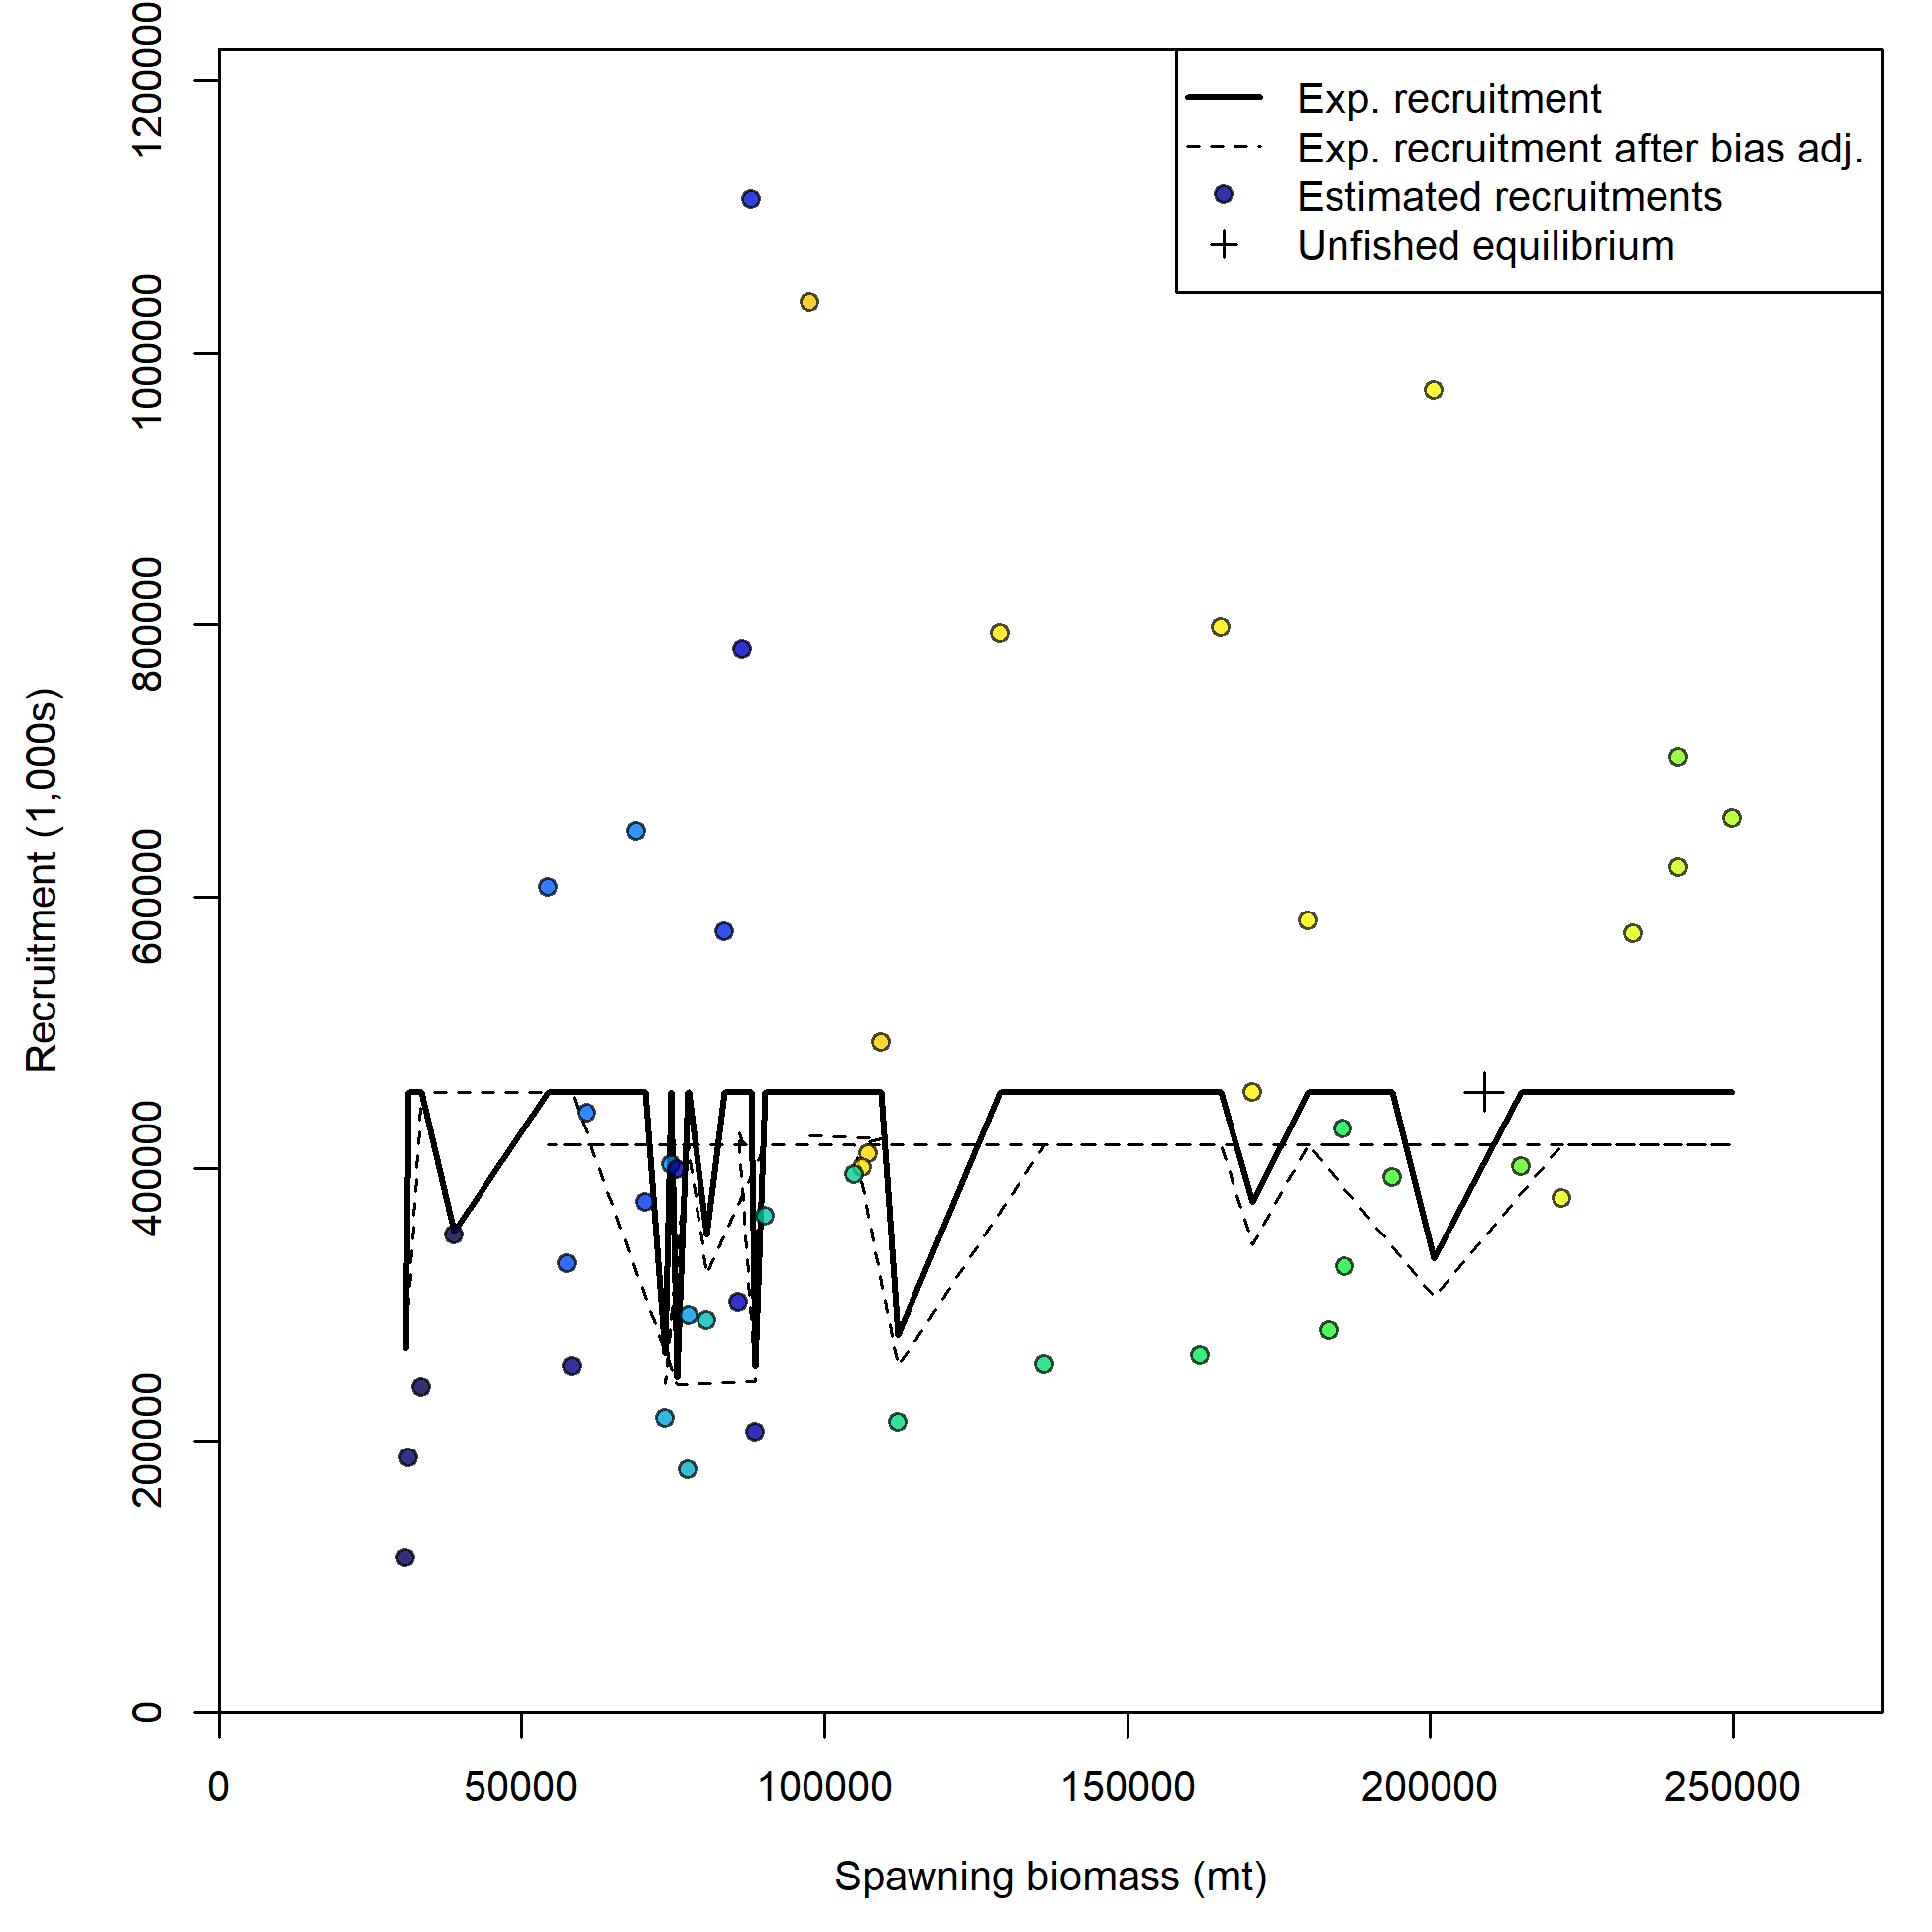 Exp. recruitment
Exp. recruitment after bias adj.
Estimated recruitments
Unfished equilibrium
Recruitment (1,000s)
1200000
1000000
800000
600000
400000
200000
0
0 50000 100000 150000 200000 250000
Spawning biomass (mt)